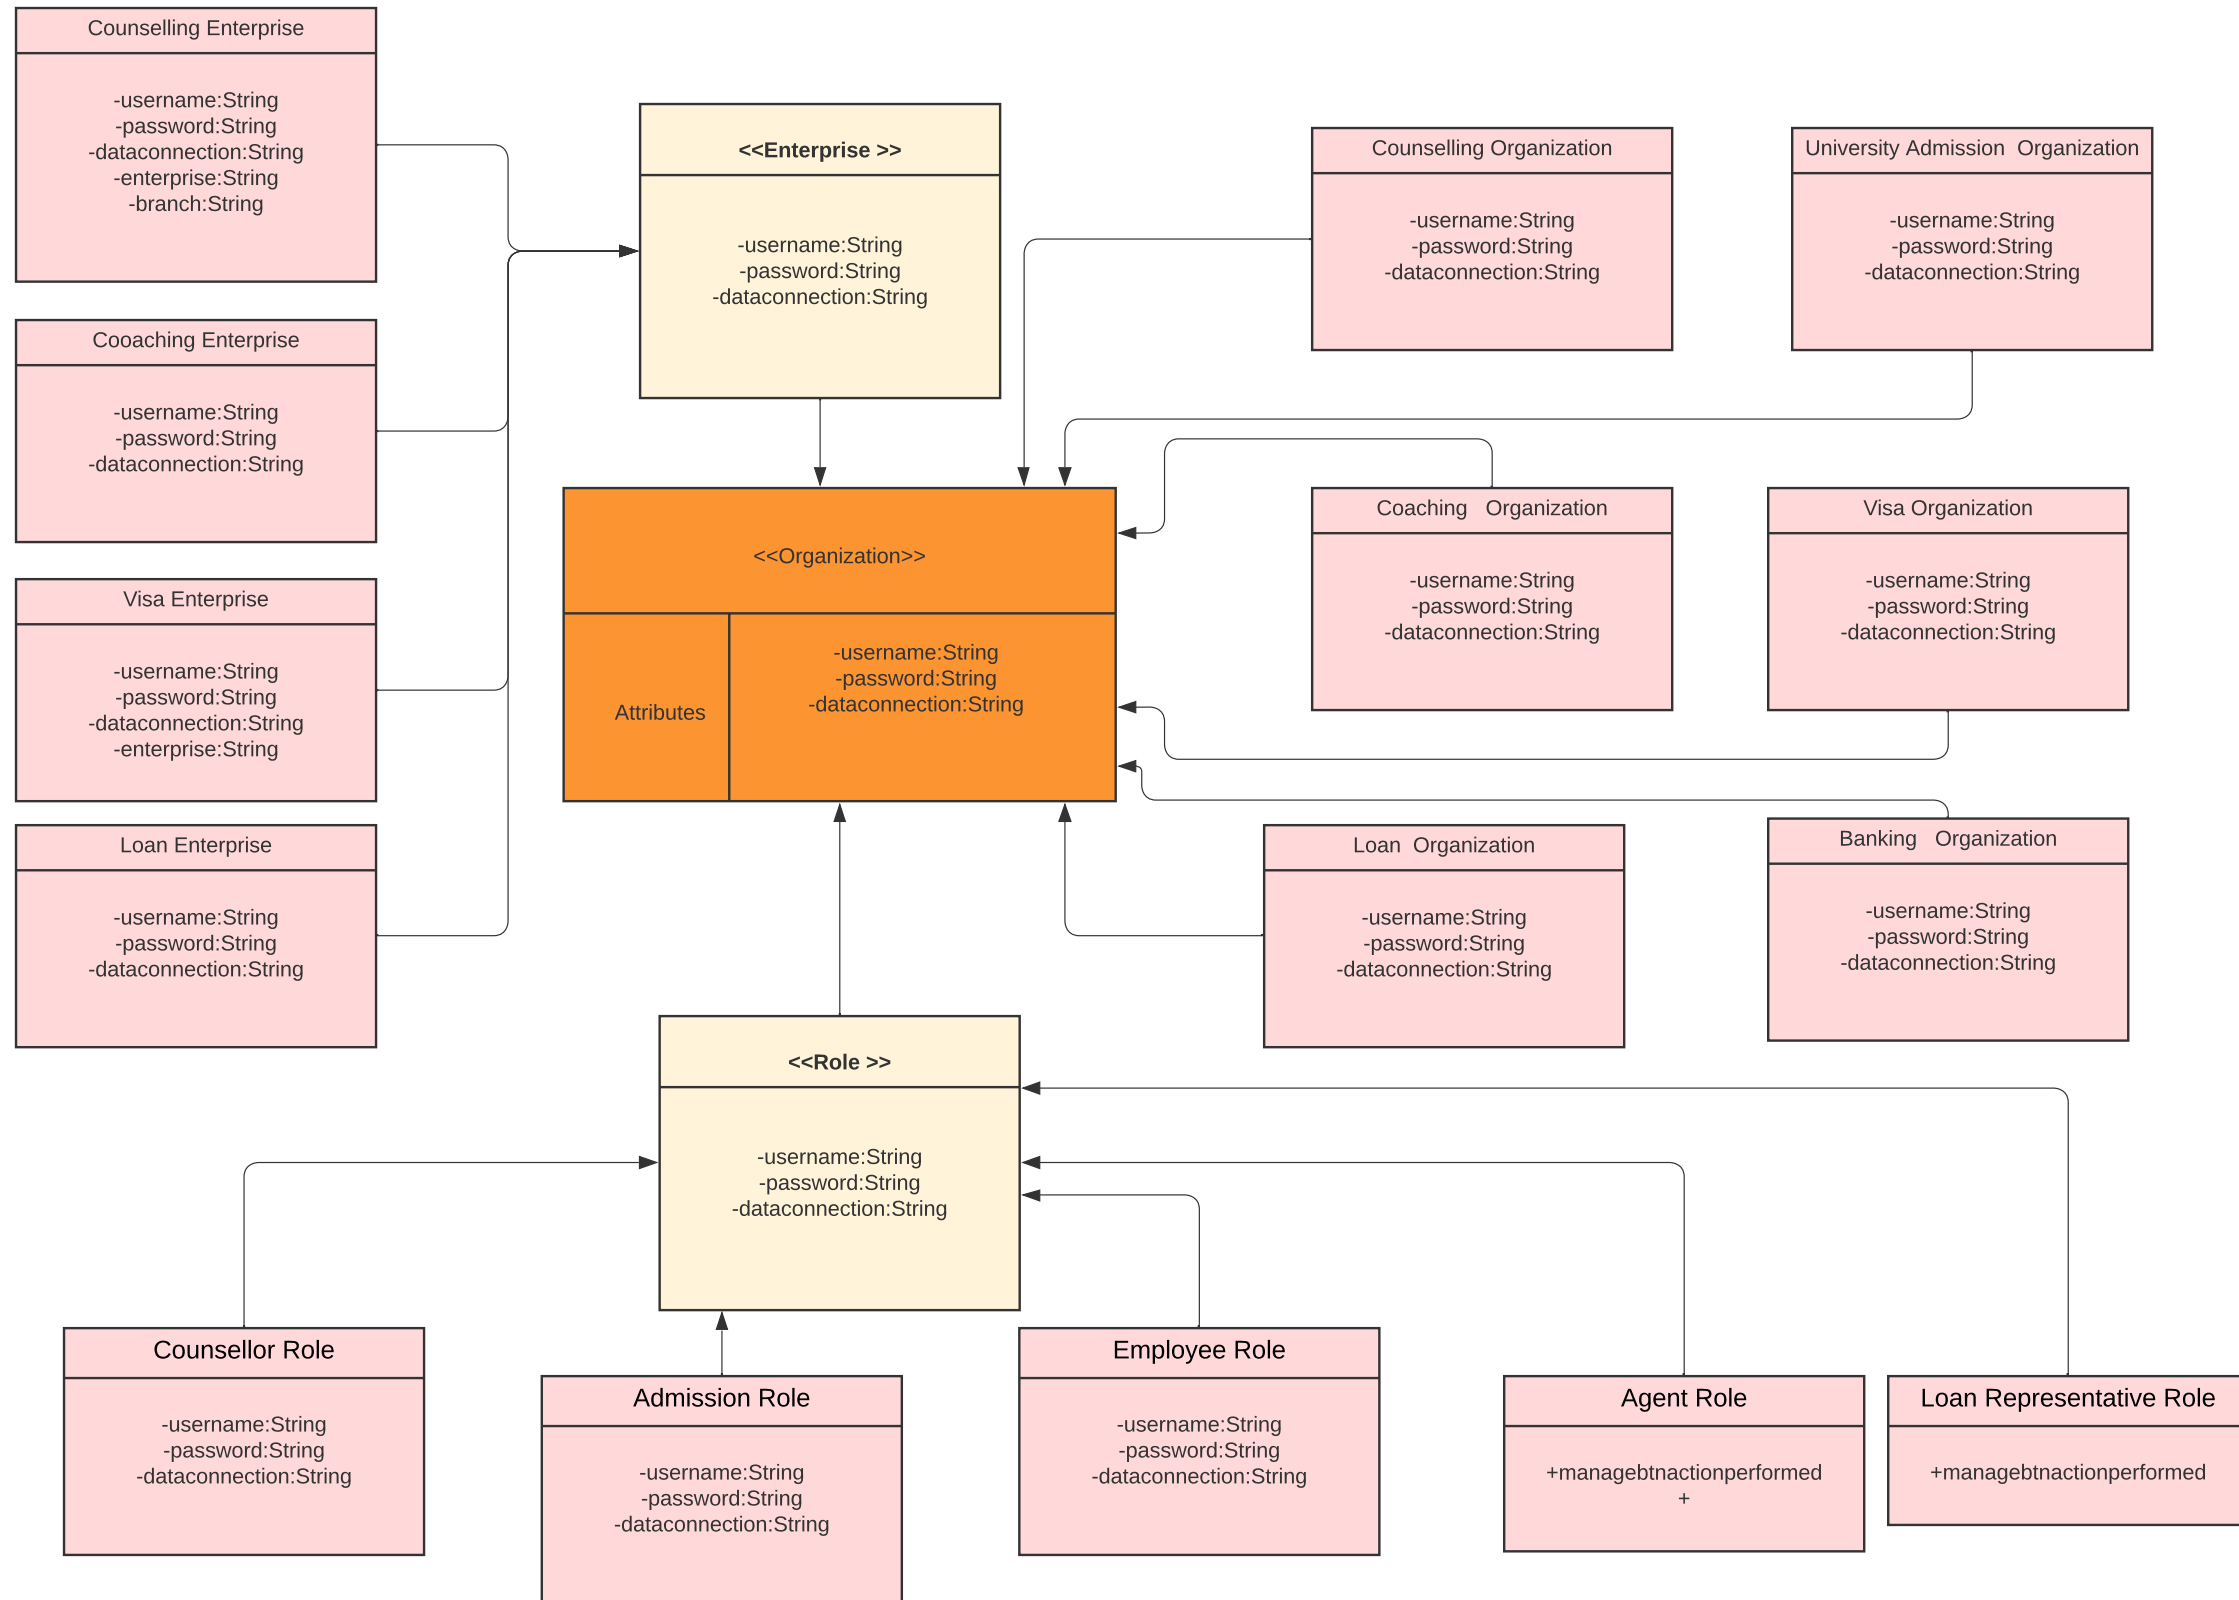 Counselling Enterprise
-username:String
-password:String
-dataconnection:String
-enterprise:String
-branch:String
<<Enterprise >>
-username:String
-password:String
-dataconnection:String
Counselling Organization
-username:String
-password:String
-dataconnection:String
University Admission  Organization
-username:String
-password:String
-dataconnection:String
Cooaching Enterprise
-username:String
-password:String
-dataconnection:String
<<Organization>>
Attributes
-username:String
-password:String
-dataconnection:String
Coaching   Organization
-username:String
-password:String
-dataconnection:String
Visa Organization
-username:String
-password:String
-dataconnection:String
Visa Enterprise
-username:String
-password:String
-dataconnection:String
-enterprise:String
Loan Enterprise
-username:String
-password:String
-dataconnection:String
Loan  Organization
-username:String
-password:String
-dataconnection:String
Banking   Organization
-username:String
-password:String
-dataconnection:String
<<Role >>
-username:String
-password:String
-dataconnection:String
Counsellor Role
-username:String
-password:String
-dataconnection:String
Admission Role
-username:String
-password:String
-dataconnection:String
Employee Role
-username:String
-password:String
-dataconnection:String
Agent Role
+managebtnactionperformed
+
Loan Representative Role
+managebtnactionperformed